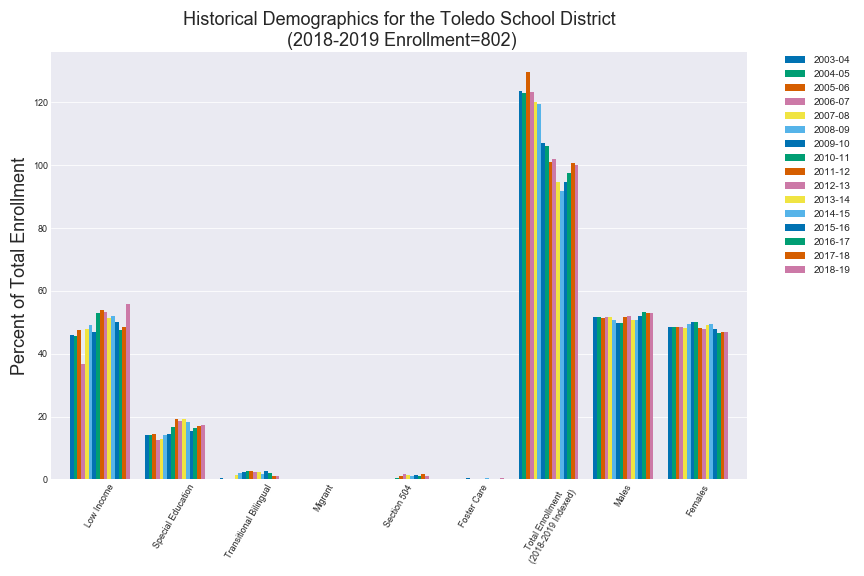 Historical Demographics for the Toledo School District
(2018-2019 Enrollment=802)
Percent of Total Enrollment
120
100
80
60
40
20
0
Low Income
Special Education
Transitional Bilingual
Migrant
Section 504
Foster Care
Total Enrollment
(2018-2019 Indexed)
Males
Females
2003-04
2004-05
2005-06
2006-07
2007-08
2008-09
2009-10
2010-11
2011-12
2012-13
2013-14
2014-15
2015-16
2016-17
2017-18
2018-19